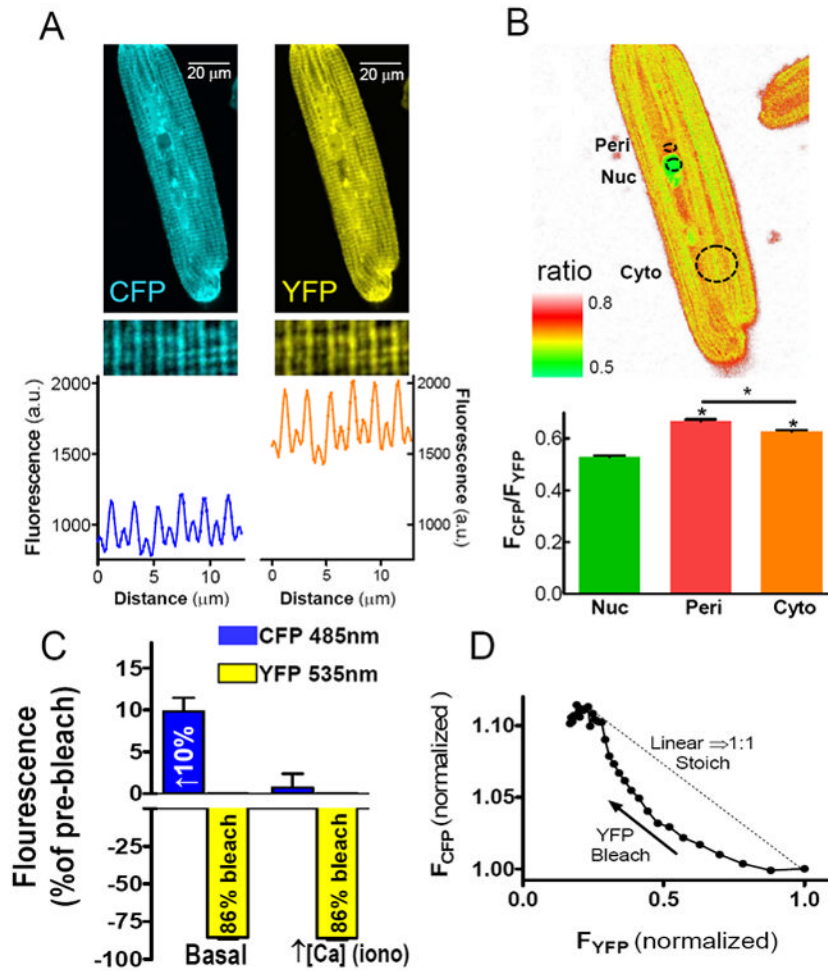 A
20 μm
CFP
20 μm
YFP
Fluorescence (a.u.)
2000
1500
1000
0 5 10
Distance (μm)
2000
1500
1000
Fluorescence (a.u.)
0 5 10
Distance (μm)
B
Peri
Nuc
Cyto
ratio
0.8
0.5
F_CFP/F_YFP
0.6
0.4
0.2
0.0
* * *
Nuc Peri Cyto
C
CFP 485nm
YFP 535nm
Flourescence
(%of pre-bleach)
15
10
5
0
-25
-50
-75
-100
↑10%
86% bleach
86% bleach
Basal
↑[Ca] (iono)
D
F_CFP (normalized)
1.10
1.05
1.00
Linear ⇒1:1
Stoich
YFP
Bleach
0.0 0.5 1.0
F_YFP (normalized)